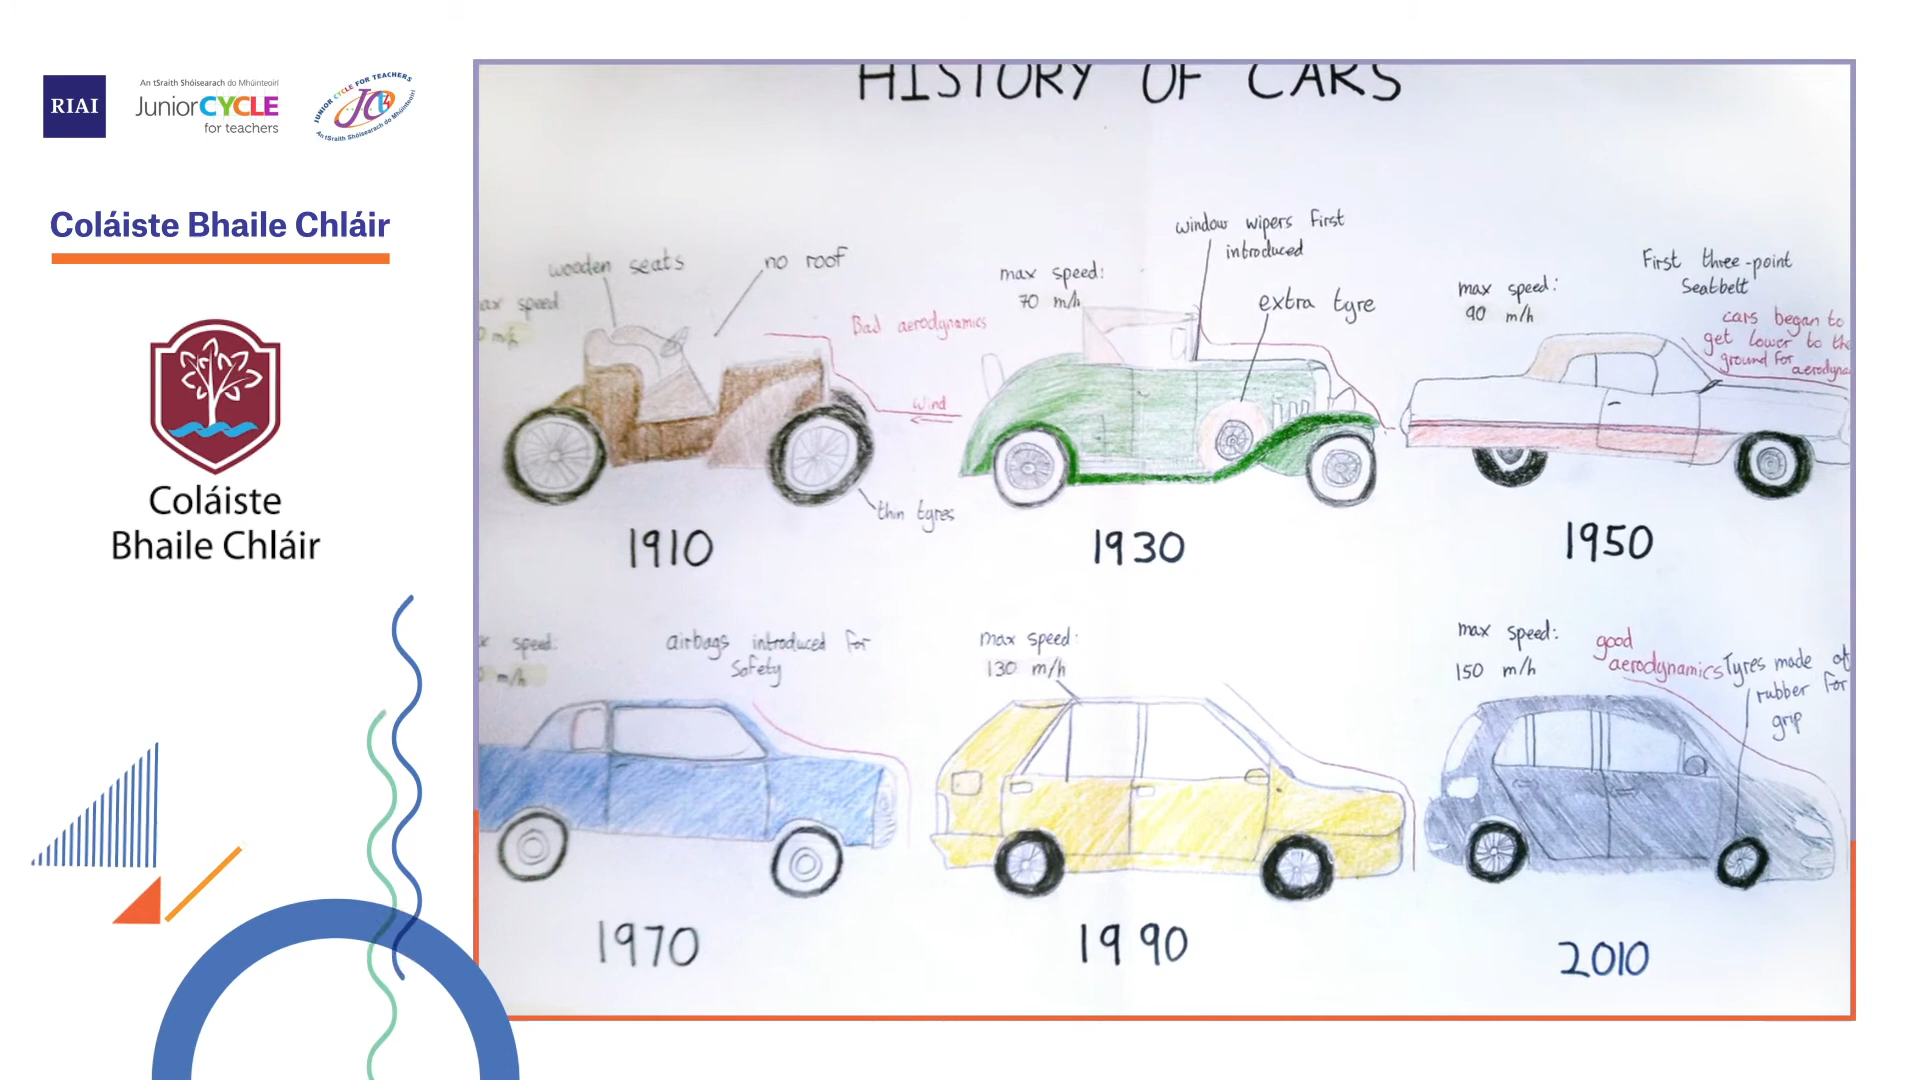 RIAI
An tSraith Shóisearach do Mhúinteoirí
JuniorCYCLE
for teachers
JUNIOR CYCLE FOR TEACHERS
JCT4
An tSraith Shóisearach do Mhúinteoirí
Coláiste Bhaile Chláir
Coláiste
Bhaile Chláir
HISTORY OF CARS
speed
m/h
wooden seats
no roof
Bad aerodynamics
wind
thin tyres
1910
max speed:
70 m/h
window wipers first
introduced
extra tyre
1930
max speed:
90 m/h
First three-point
Seatbelt
cars began to
get lower to the
ground for
1950
speed:
m/h
airbags introduced for
Safety
1970
max speed:
130 m/h
1990
max speed:
150 m/h
good
aerodynamics
Tyres made of
rubber for
grip
2010